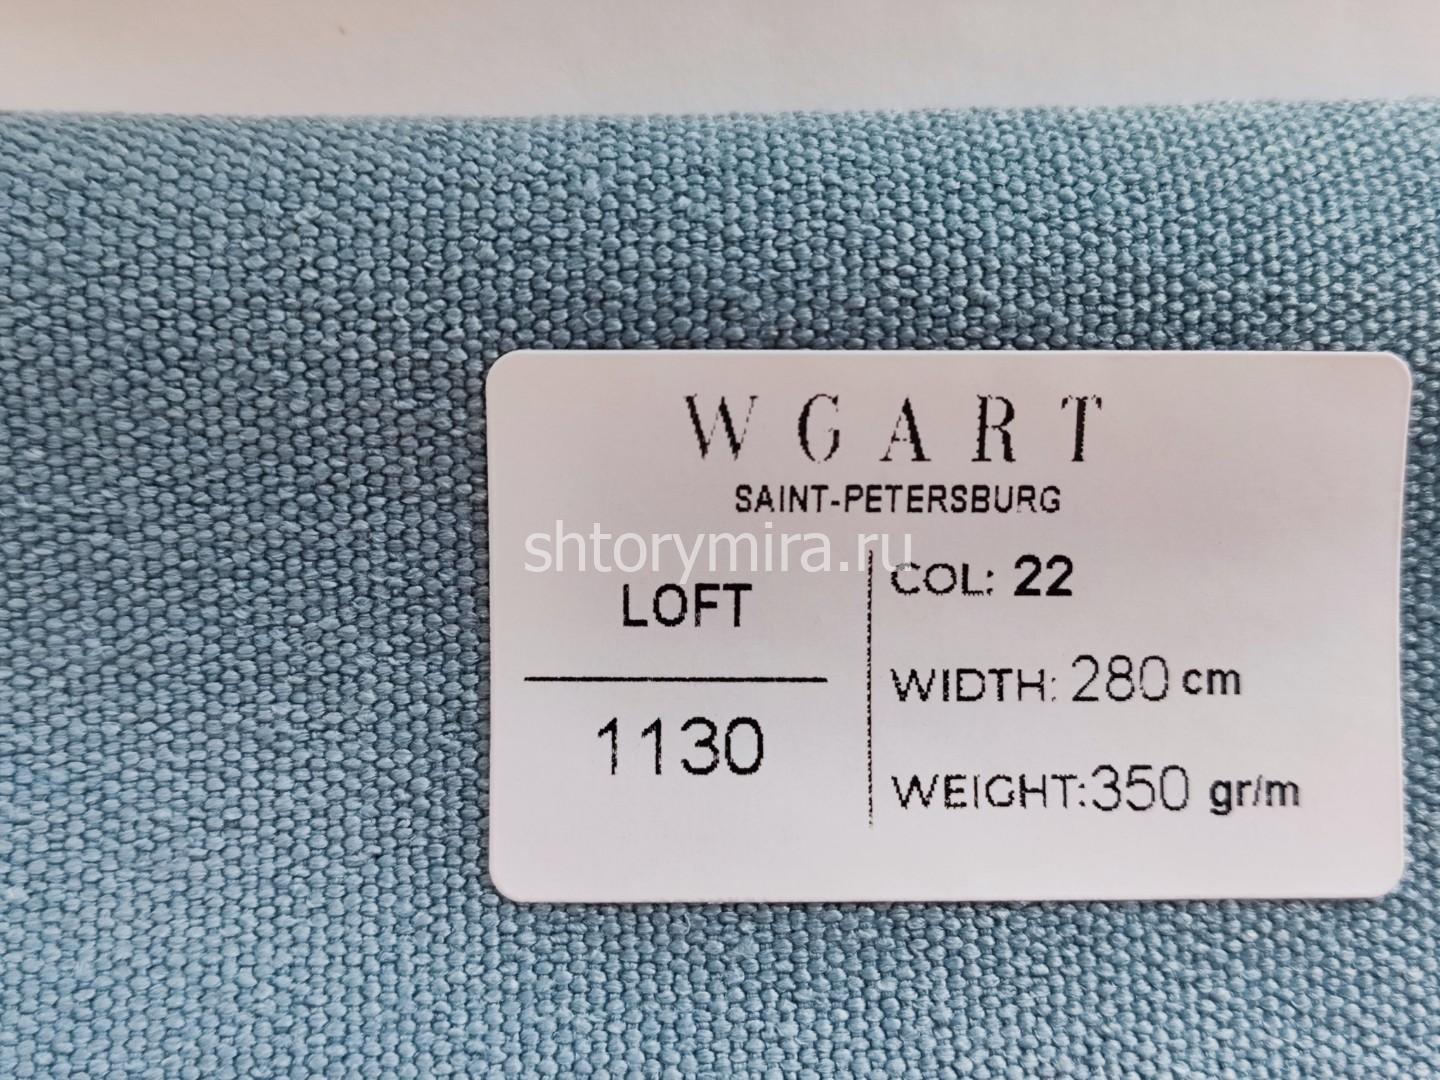 WGART
SAINT-PETERSBURG
shtorymira.ru
LOFT
1130
COL: 22
WIDTH: 280 cm
WEIGHT:350 gr/m